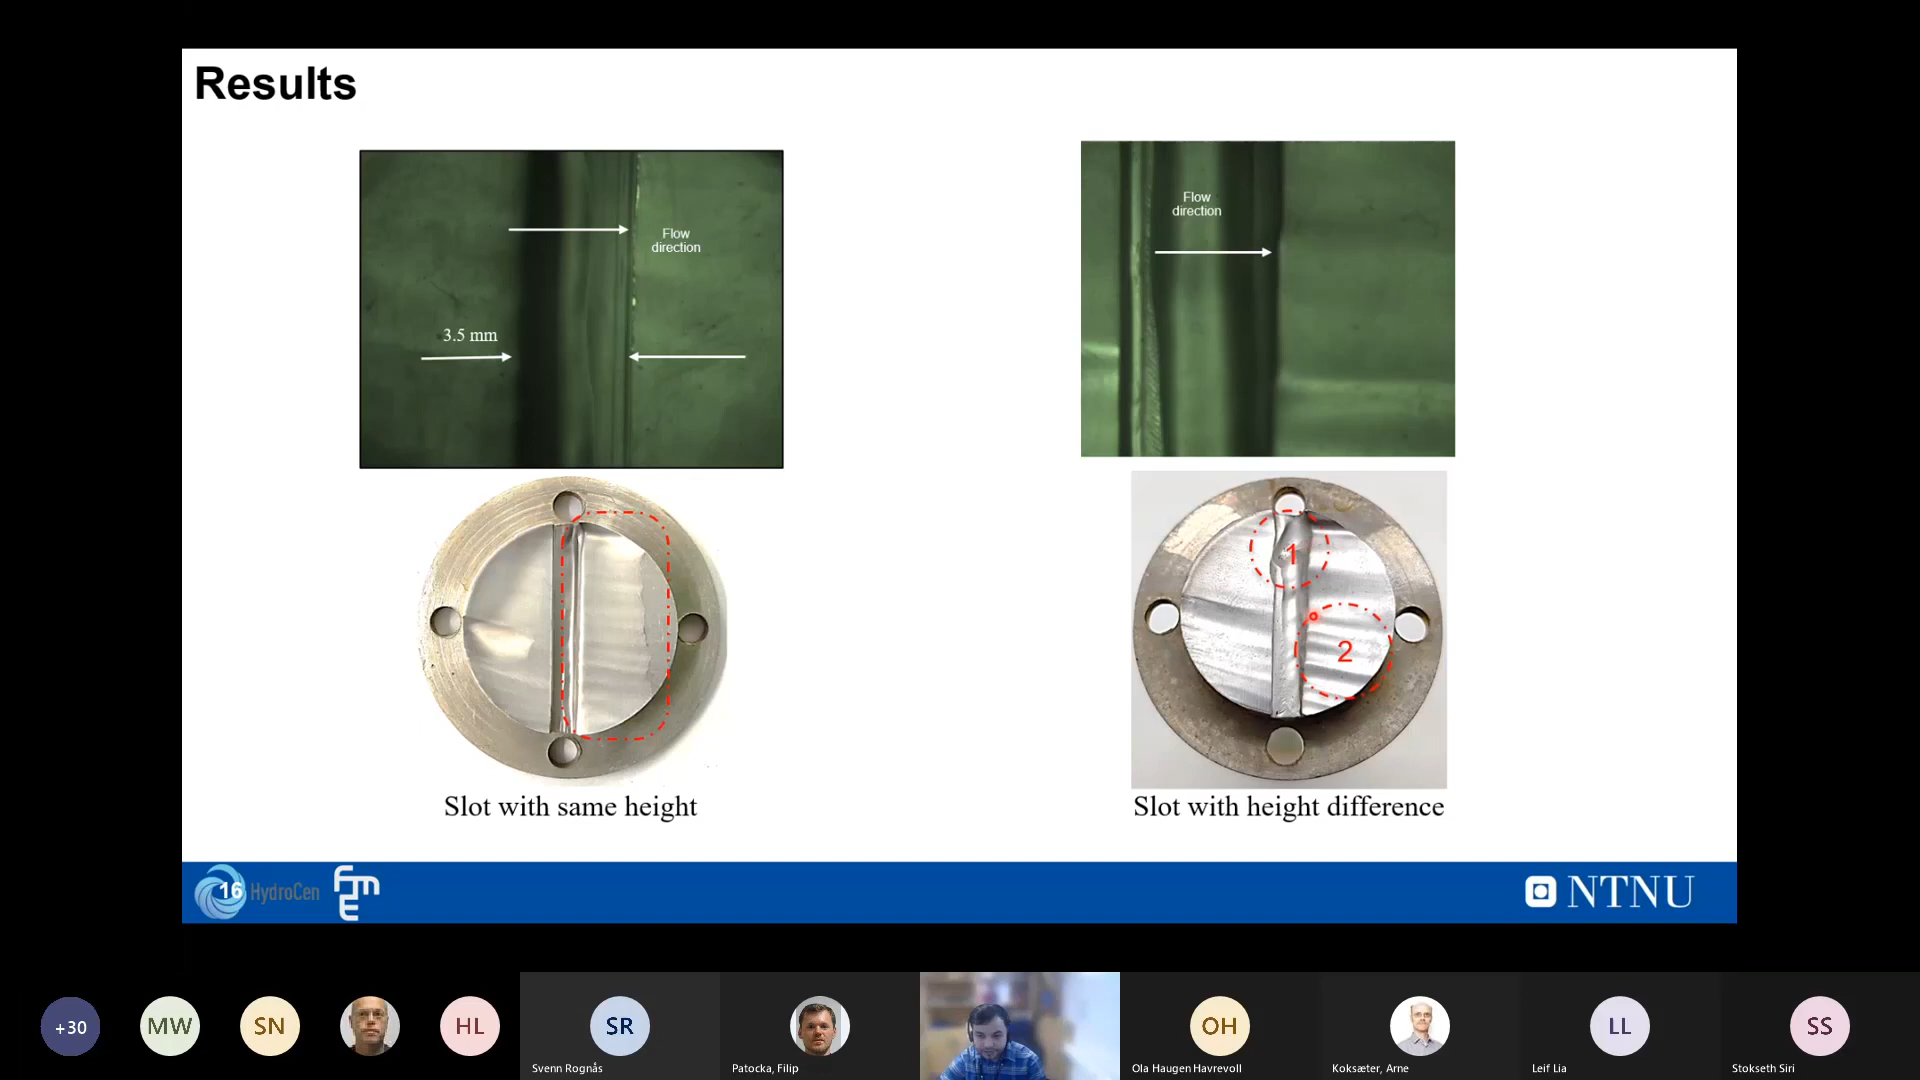 Results
Flow
direction
3.5 mm
Flow
direction
1
2
Slot with same height
Slot with height difference
16
HydroCen
FME
NTNU
+30
MW
SN
HL
SR
OH
LL
SS
Svenn Rognås
Patocka, Filip
Ola Haugen Havrevoll
Koksæter, Arne
Leif Lia
Stokseth Siri